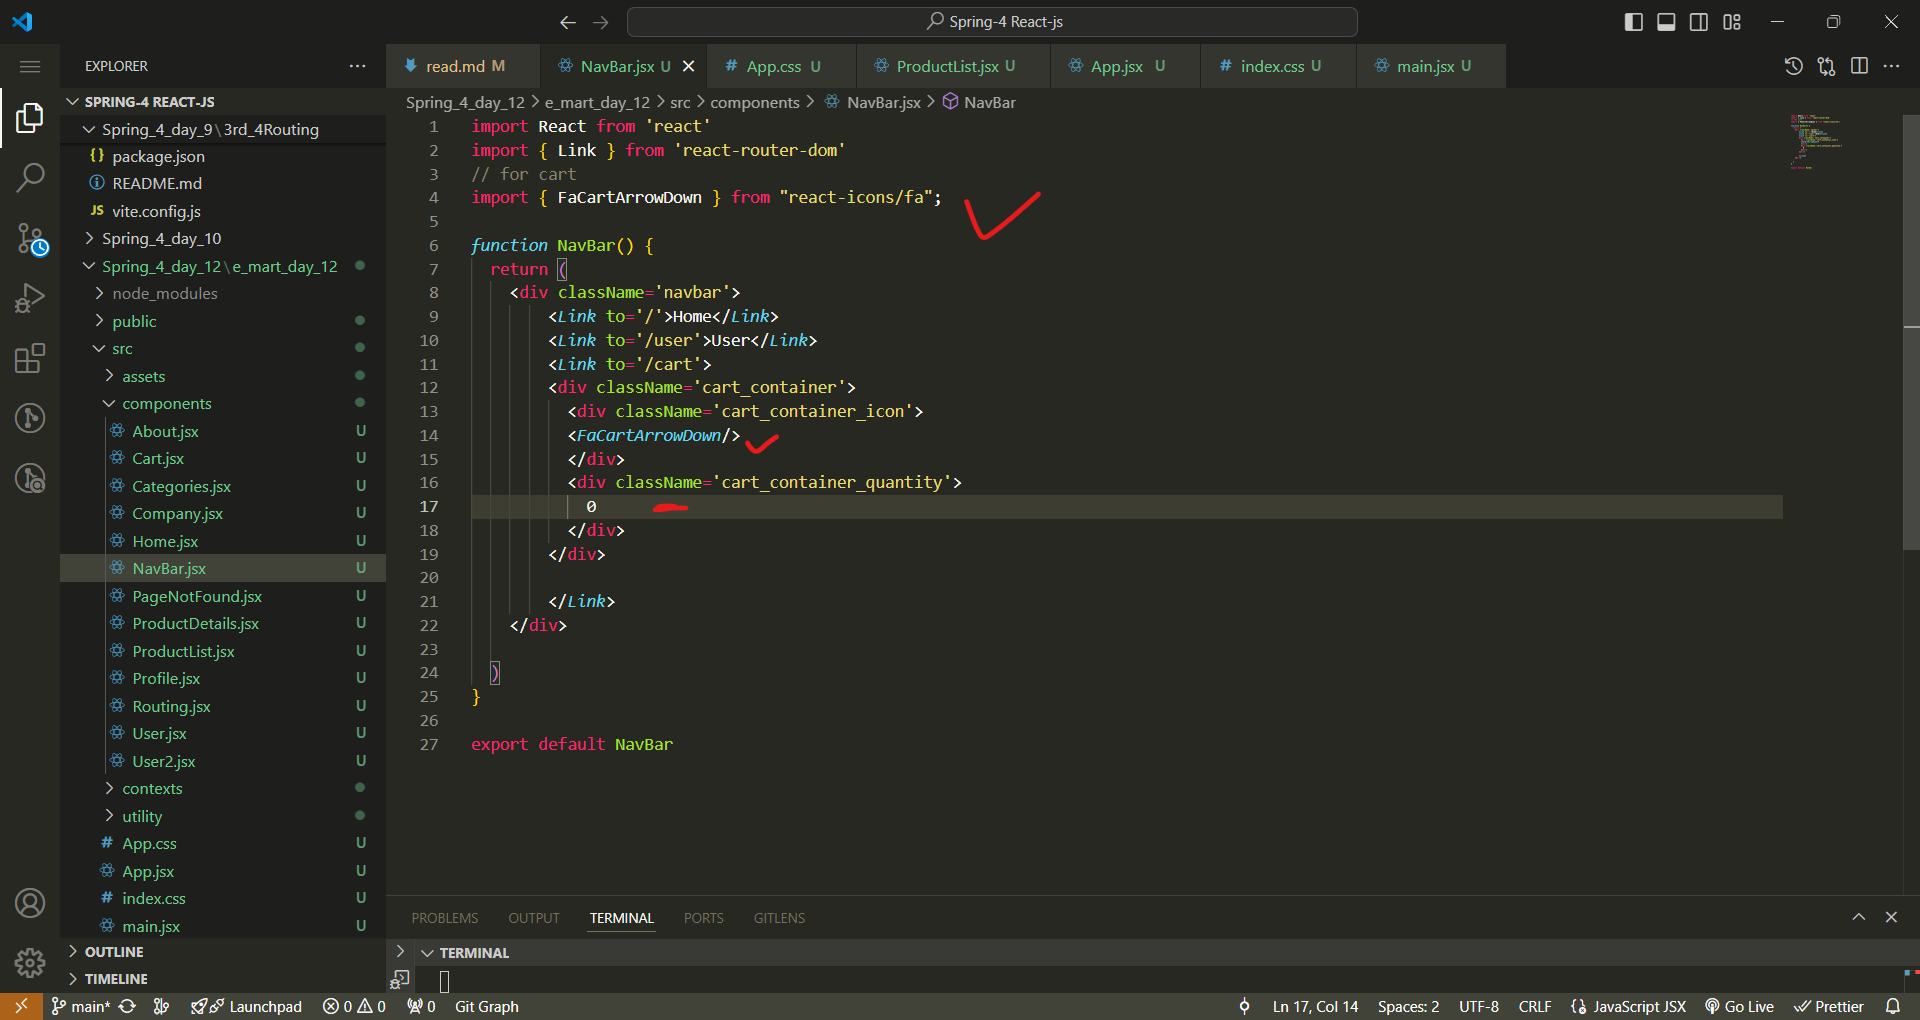 Spring-4 React-js
EXPLORER
SPRING-4 REACT-JS
Spring_4_day_9\3rd_4Routing
{} package.json
README.md
JS vite.config.js
Spring_4_day_10
Spring_4_day_12\e_mart_day_12
node_modules
public
src
assets
components
About.jsx U
Cart.jsx U
Categories.jsx U
Company.jsx U
Home.jsx U
NavBar.jsx U
PageNotFound.jsx U
ProductDetails.jsx U
ProductList.jsx U
Profile.jsx U
Routing.jsx U
User.jsx U
User2.jsx U
contexts
utility
# App.css U
App.jsx U
# index.css U
main.jsx U
OUTLINE
TIMELINE
read.md M
NavBar.jsx U
# App.css U
ProductList.jsx U
App.jsx U
# index.css U
main.jsx U
Spring_4_day_12 > e_mart_day_12 > src > components > NavBar.jsx > NavBar
1 import React from 'react'
2 import { Link } from 'react-router-dom'
3 // for cart
4 import { FaCartArrowDown } from "react-icons/fa";
5
6 function NavBar() {
7 return (
8 <div className='navbar'>
9 <Link to='/'>Home</Link>
10 <Link to='/user'>User</Link>
11 <Link to='/cart'>
12 <div className='cart_container'>
13 <div className='cart_container_icon'>
14 <FaCartArrowDown/>
15 </div>
16 <div className='cart_container_quantity'>
17 0
18 </div>
19 </div>
20
21 </Link>
22 </div>
23
24 )
25 }
26
27 export default NavBar
PROBLEMS OUTPUT TERMINAL PORTS GITLENS
TERMINAL
main* Launchpad 0 0 0 Git Graph Ln 17, Col 14 Spaces: 2 UTF-8 CRLF {} JavaScript JSX Go Live Prettier